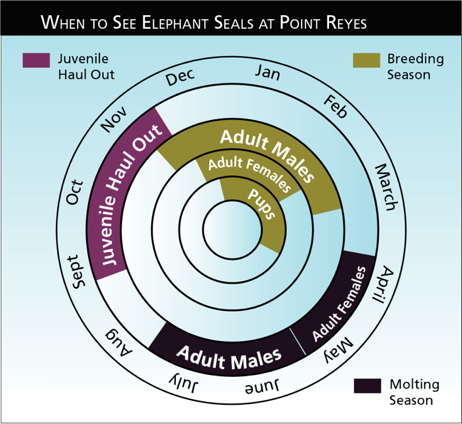 WHEN TO SEE ELEPHANT SEALS AT POINT REYES
Juvenile
Haul Out
Breeding
Season
Dec
Jan
Feb
March
April
May
June
July
Aug
Sept
Oct
Nov
Juvenile Haul Out
Adult Males
Adult Females
Pups
Adult Females
Adult Males
Molting
Season